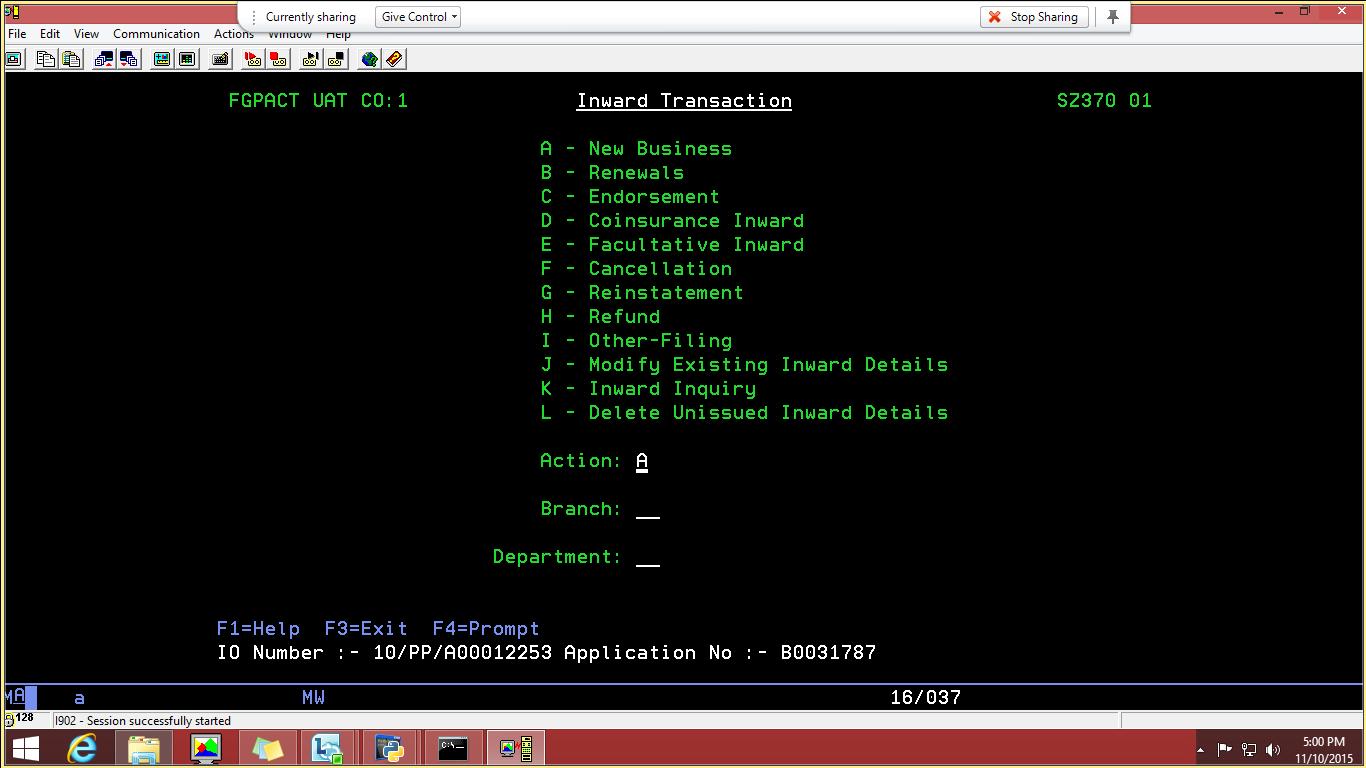 Currently sharing Give Control Stop Sharing
File Edit View Communication Actions Window Help
FGPACT UAT CO:1 Inward Transaction SZ370 01
A - New Business
B - Renewals
C - Endorsement
D - Coinsurance Inward
E - Facultative Inward
F - Cancellation
G - Reinstatement
H - Refund
I - Other-Filing
J - Modify Existing Inward Details
K - Inward Inquiry
L - Delete Unissued Inward Details
Action: A
Branch: __
Department: __
F1=Help F3=Exit F4=Prompt
IO Number :- 10/PP/A00012253 Application No :- B0031787
MA a MW 16/037
128 I902 - Session successfully started
C:\
5:00 PM
11/10/2015